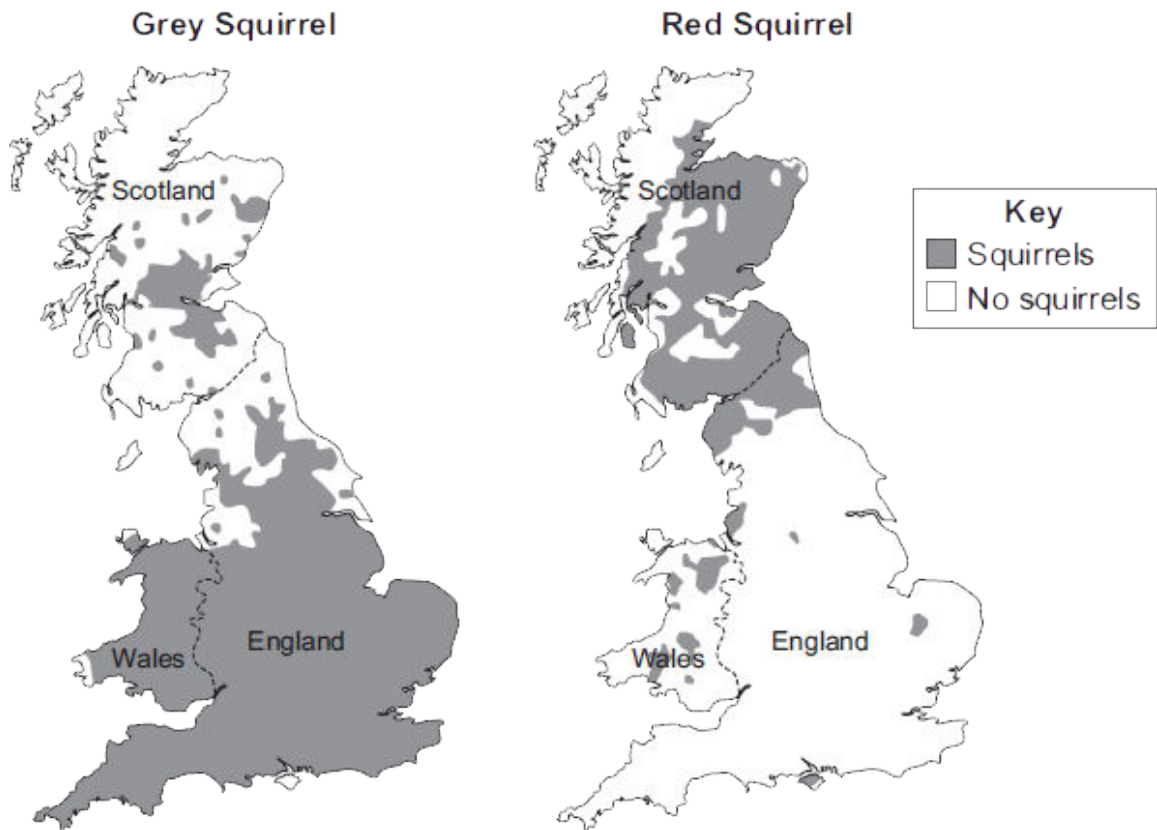 Grey Squirrel
Red Squirrel
Scotland
Scotland
Key
Squirrels
No squirrels
Wales
England
Wales
England